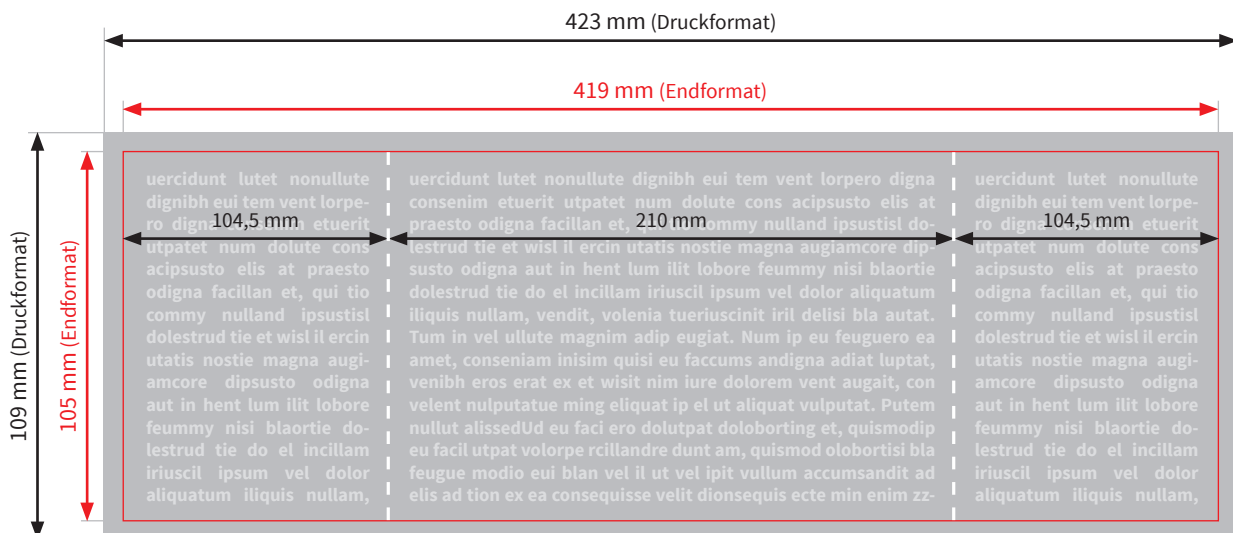 423 mm (Druckformat)
419 mm (Endformat)
109 mm (Druckformat)
105 mm (Endformat)
uercidunt lutet nonullute
dignibh eui tem vent lorpe-
ro digna etuerit
104,5 mm
utpatet num dolute cons
acipsusto elis at praesto
odigna facillan et, qui tio
commy nulland ipsustisl
dolestrud tie et wisl il ercin
utatis nostie magna augi-
amcore dipsusto odigna
aut in hent lum ilit lobore
feummy nisi blaortie do-
lestrud tie do el incillam
iriuscil ipsum vel dolor
aliquatum iliquis nullam,
uercidunt lutet nonullute dignibh eui tem vent lorpero digna
consenim etuerit utpatet num dolute cons acipsusto elis at
praesto odigna facillan et, commy nulland ipsustisl do-
210 mm
lestrud tie et wisl il ercin utatis nostie magna augiamcore dip-
susto odigna aut in hent lum ilit lobore feummy nisi blaortie
dolestrud tie do el incillam iriuscil ipsum vel dolor aliquatum
iliquis nullam, vendit, volenia tueriuscinit iril delisi bla autat.
Tum in vel ullute magnim adip eugiat. Num ip eu feuguero ea
amet, conseniam inisim quisi eu faccums andigna adiat luptat,
venibh eros erat ex et wisit nim iure dolorem vent augait, con
velent nulputatue ming eliquat ip el ut aliquat vulputat. Putem
nullut alissedUd eu faci ero dolutpat doloborting et, quismodip
eu facil utpat volorpe rcillandre dunt am, quismod olobortisi bla
feugue modio eui blan vel il ut vel ipit vullum accumsandit ad
elis ad tion ex ea consequisse velit dionsequis ecte min enim zz-
uercidunt lutet nonullute
dignibh eui tem vent lorpe-
ro digna etuerit
104,5 mm
utpatet num dolute cons
acipsusto elis at praesto
odigna facillan et, qui tio
commy nulland ipsustisl
dolestrud tie et wisl il ercin
utatis nostie magna augi-
amcore dipsusto odigna
aut in hent lum ilit lobore
feummy nisi blaortie do-
lestrud tie do el incillam
iriuscil ipsum vel dolor
aliquatum iliquis nullam,